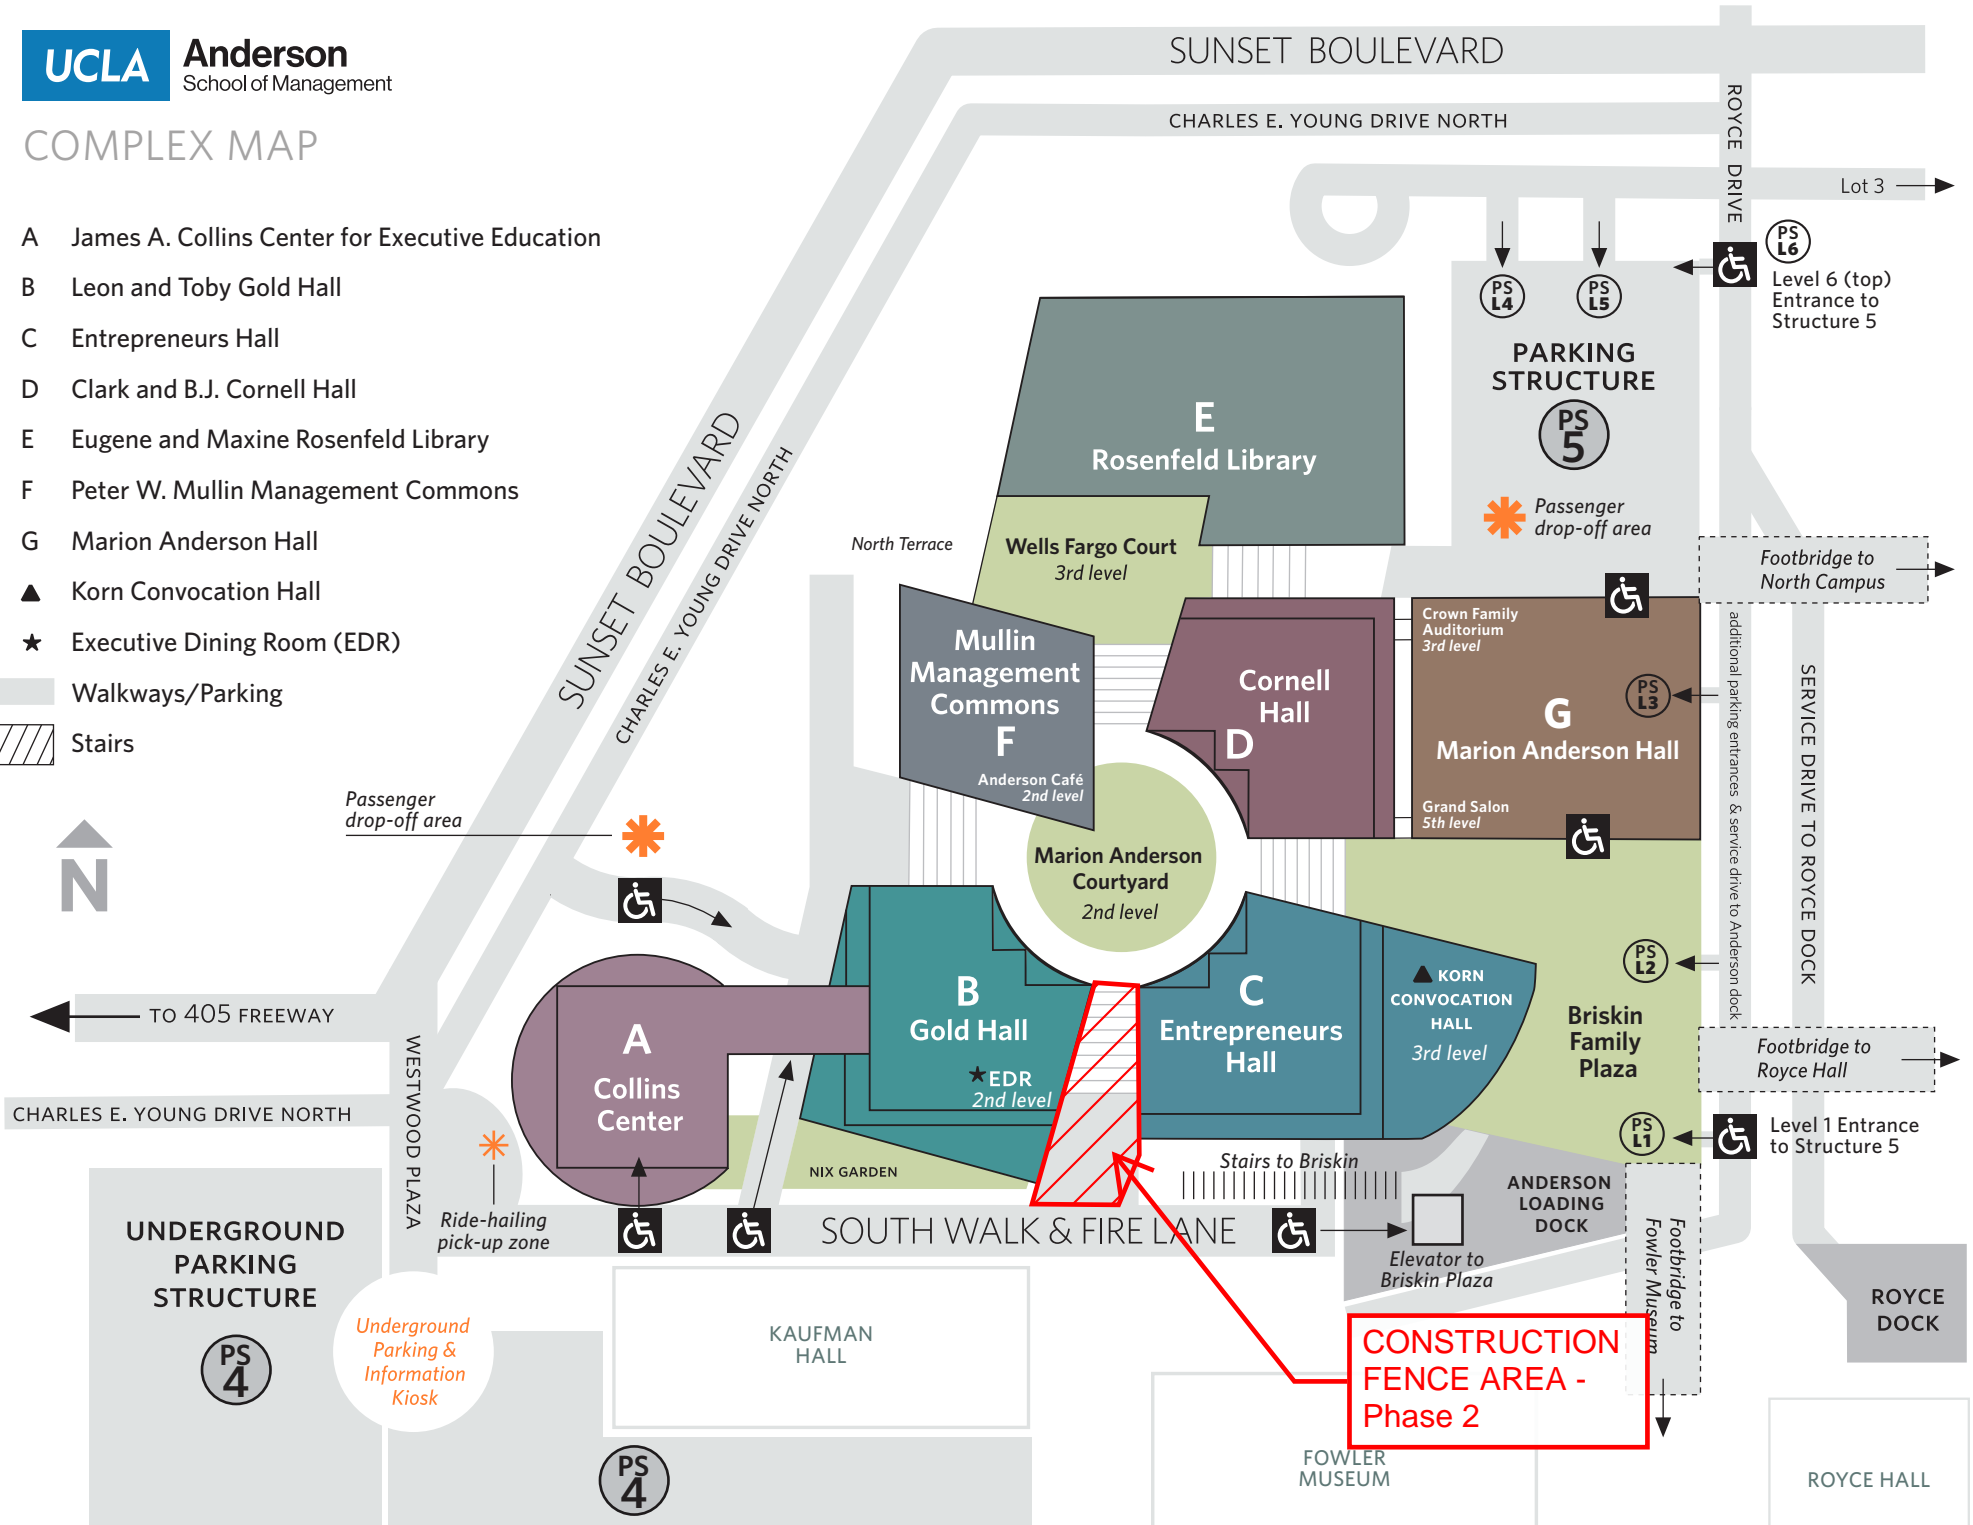 UCLA Anderson
School of Management
COMPLEX MAP
A James A. Collins Center for Executive Education
B Leon and Toby Gold Hall
C Entrepreneurs Hall
D Clark and B.J. Cornell Hall
E Eugene and Maxine Rosenfeld Library
F Peter W. Mullin Management Commons
G Marion Anderson Hall
Korn Convocation Hall
Executive Dining Room (EDR)
Walkways/Parking
Stairs
N
SUNSET BOULEVARD
CHARLES E. YOUNG DRIVE NORTH
ROYCE DRIVE
Lot 3
PS
L6
Level 6 (top)
Entrance to
Structure 5
PS
L4
PS
L5
PARKING
STRUCTURE
PS
5
Passenger
drop-off area
Footbridge to
North Campus
E
Rosenfeld Library
Wells Fargo Court
3rd level
North Terrace
SUNSET BOULEVARD
CHARLES E. YOUNG DRIVE NORTH
Mullin
Management
Commons
F
Anderson Café
2nd level
Cornell
Hall
D
Crown Family
Auditorium
3rd level
PS
L3
G
Marion Anderson Hall
Grand Salon
5th level
additional parking entrances & service drive to Anderson dock
SERVICE DRIVE TO ROYCE DOCK
Passenger
drop-off area
Marion Anderson
Courtyard
2nd level
TO 405 FREEWAY
WESTWOOD PLAZA
CHARLES E. YOUNG DRIVE NORTH
A
Collins
Center
B
Gold Hall
EDR
2nd level
C
Entrepreneurs
Hall
KORN
CONVOCATION
HALL
3rd level
PS
L2
Briskin
Family
Plaza
Footbridge to
Royce Hall
PS
L1
Level 1 Entrance
to Structure 5
NIX GARDEN
Stairs to Briskin
ANDERSON
LOADING
DOCK
Ride-hailing
pick-up zone
SOUTH WALK & FIRE LANE
Elevator to
Briskin Plaza
Footbridge to
Fowler Museum
UNDERGROUND
PARKING
STRUCTURE
PS
4
Underground
Parking &
Information
Kiosk
KAUFMAN
HALL
CONSTRUCTION
FENCE AREA -
Phase 2
ROYCE
DOCK
PS
4
FOWLER
MUSEUM
ROYCE HALL